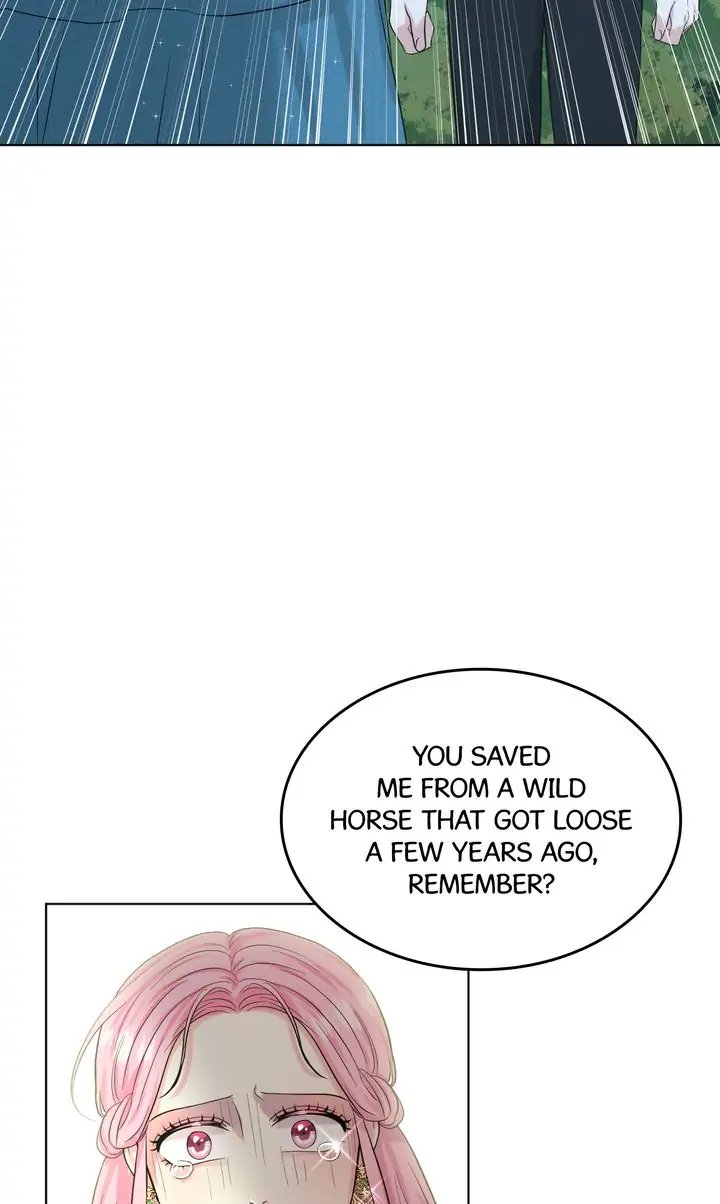 YOU SAVED
ME FROM A WILD
HORSE THAT GOT LOOSE
A FEW YEARS AGO,
REMEMBER?